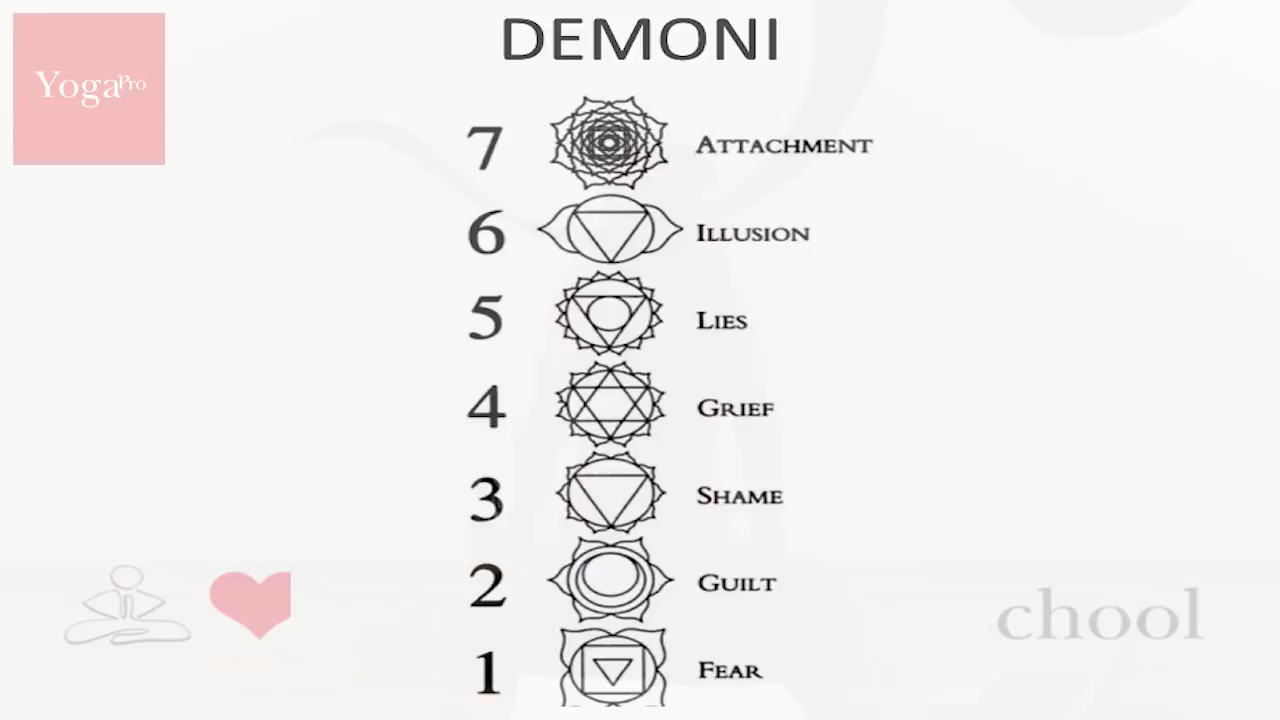 DEMONI
YogaPro
7 ATTACHMENT
6 ILLUSION
5 LIES
4 GRIEF
3 SHAME
2 GUILT
1 FEAR
chool